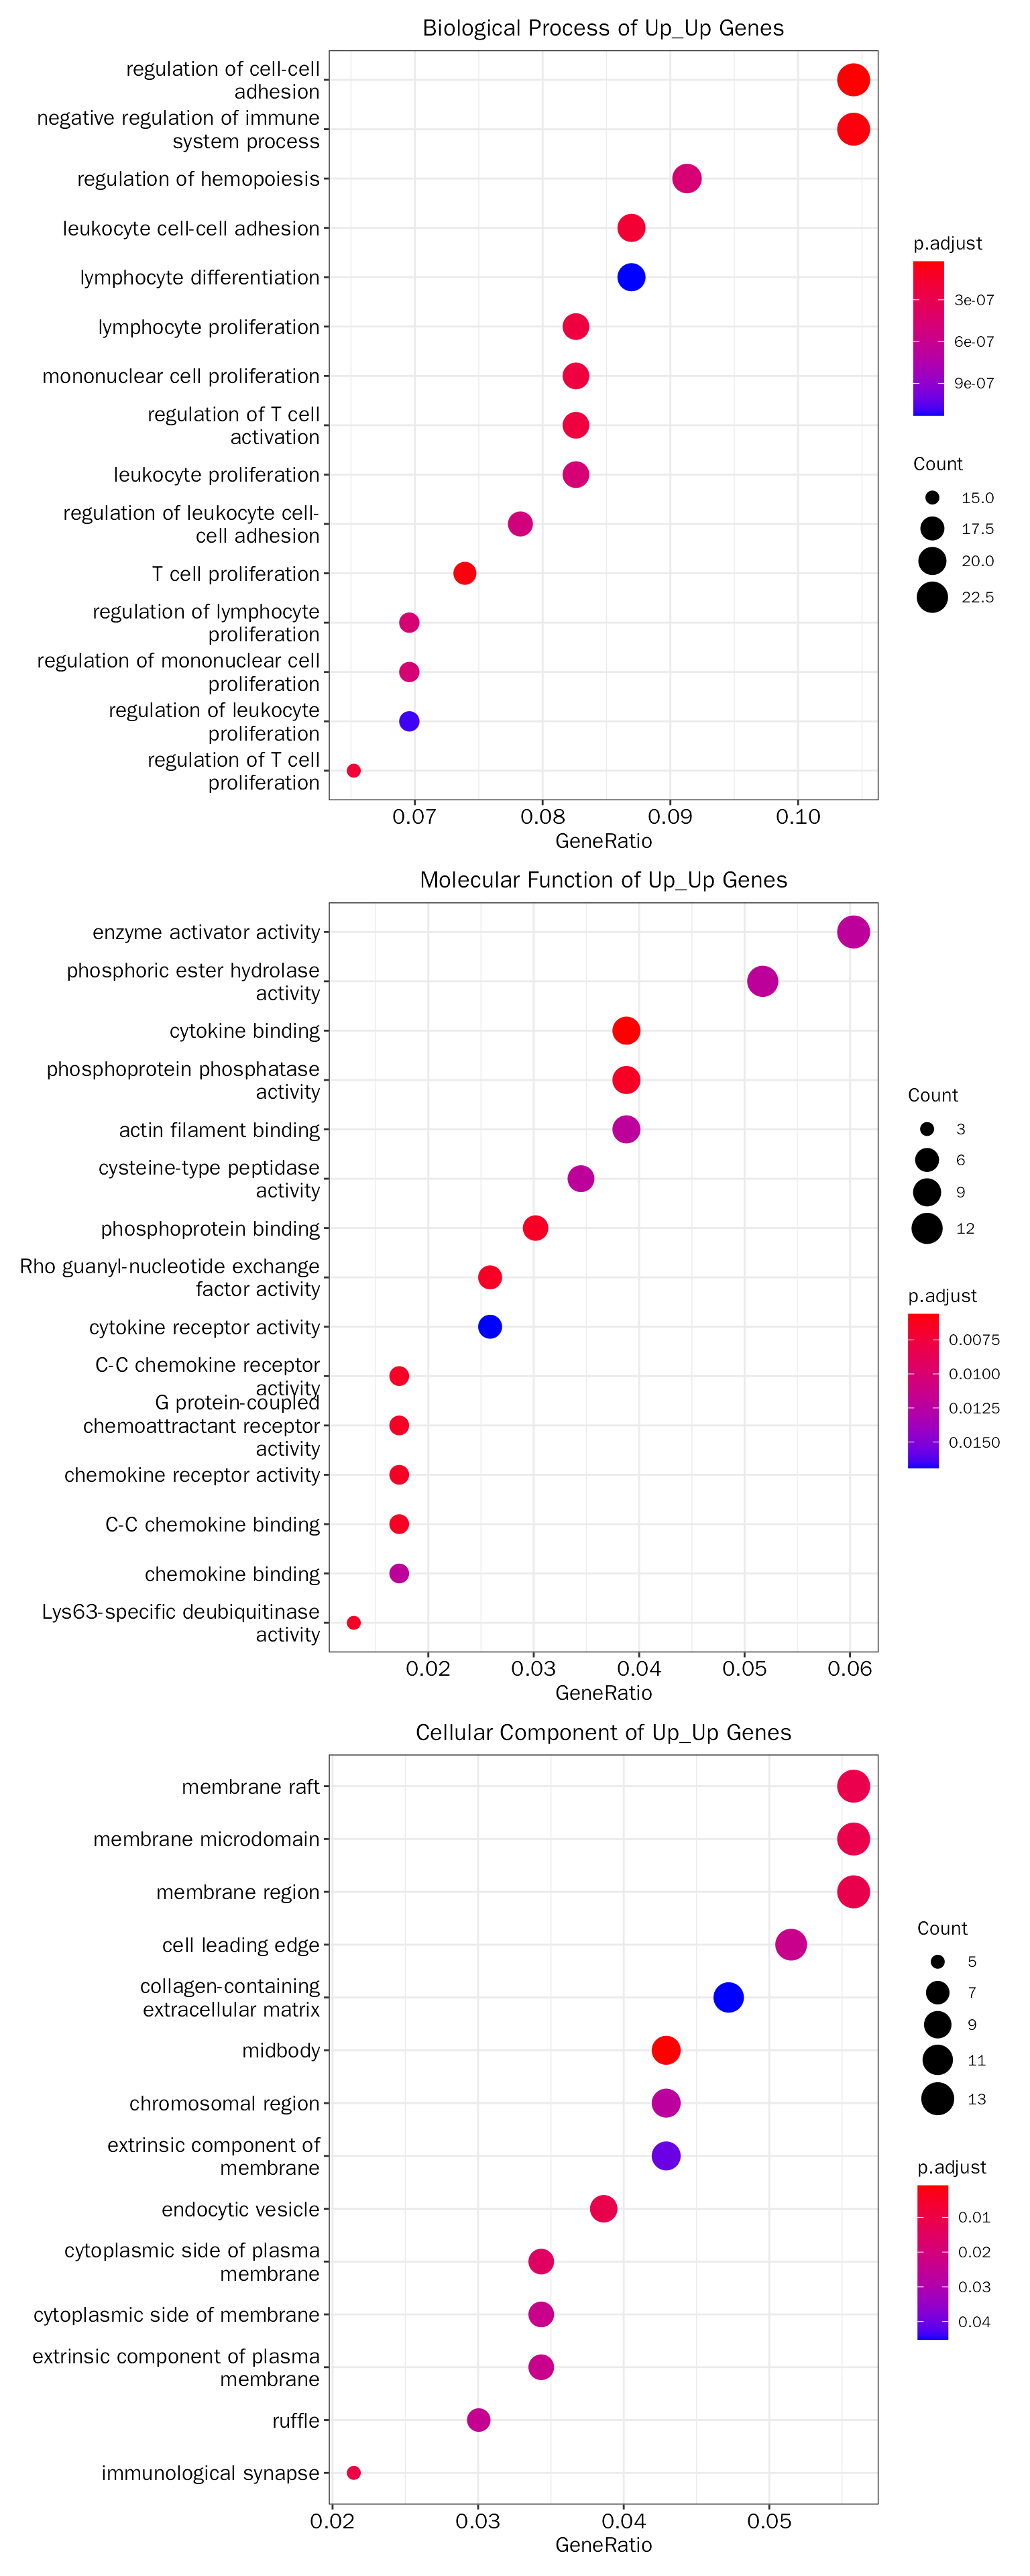 Biological Process of Up_Up Genes
regulation of cell-cell
adhesion
negative regulation of immune
system process
regulation of hemopoiesis
leukocyte cell-cell adhesion
lymphocyte differentiation
lymphocyte proliferation
mononuclear cell proliferation
regulation of T cell
activation
leukocyte proliferation
regulation of leukocyte cell-
cell adhesion
T cell proliferation
regulation of lymphocyte
proliferation
regulation of mononuclear cell
proliferation
regulation of leukocyte
proliferation
regulation of T cell
proliferation
0.07 0.08 0.09 0.10
GeneRatio
p.adjust
3e-07
6e-07
9e-07
Count
15.0
17.5
20.0
22.5
Molecular Function of Up_Up Genes
enzyme activator activity
phosphoric ester hydrolase
activity
cytokine binding
phosphoprotein phosphatase
activity
actin filament binding
cysteine-type peptidase
activity
phosphoprotein binding
Rho guanyl-nucleotide exchange
factor activity
cytokine receptor activity
C-C chemokine receptor
activity
G protein-coupled
chemoattractant receptor
activity
chemokine receptor activity
C-C chemokine binding
chemokine binding
Lys63-specific deubiquitinase
activity
0.02 0.03 0.04 0.05 0.06
GeneRatio
Count
3
6
9
12
p.adjust
0.0075
0.0100
0.0125
0.0150
Cellular Component of Up_Up Genes
membrane raft
membrane microdomain
membrane region
cell leading edge
collagen-containing
extracellular matrix
midbody
chromosomal region
extrinsic component of
membrane
endocytic vesicle
cytoplasmic side of plasma
membrane
cytoplasmic side of membrane
extrinsic component of plasma
membrane
ruffle
immunological synapse
0.02 0.03 0.04 0.05
GeneRatio
Count
5
7
9
11
13
p.adjust
0.01
0.02
0.03
0.04